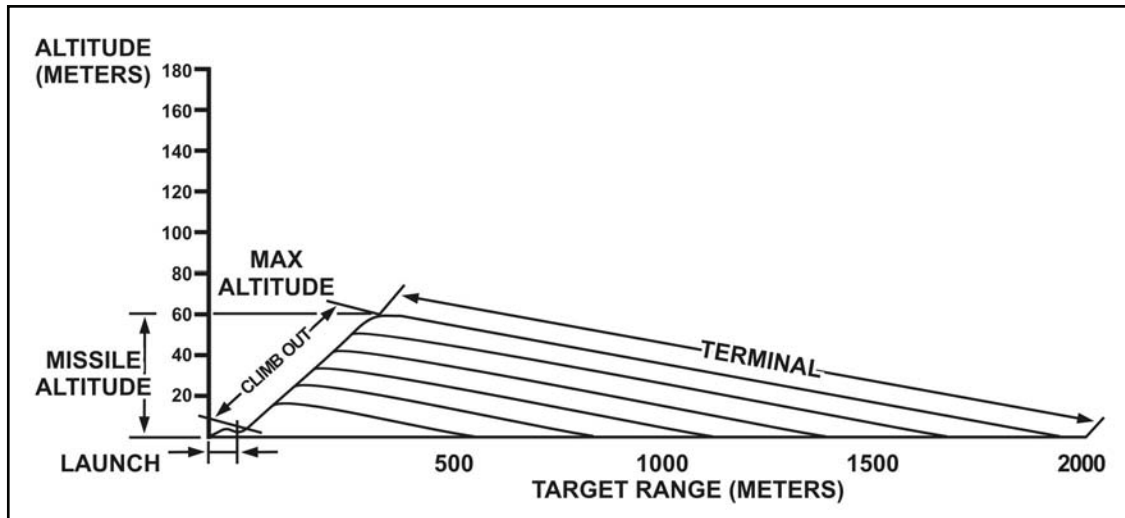 ALTITUDE
(METERS)
180
160
140
120
100
80
60
40
20
MAX
ALTITUDE
CLIMB OUT
TERMINAL
MISSILE
ALTITUDE
LAUNCH
500
1000
1500
2000
TARGET RANGE (METERS)